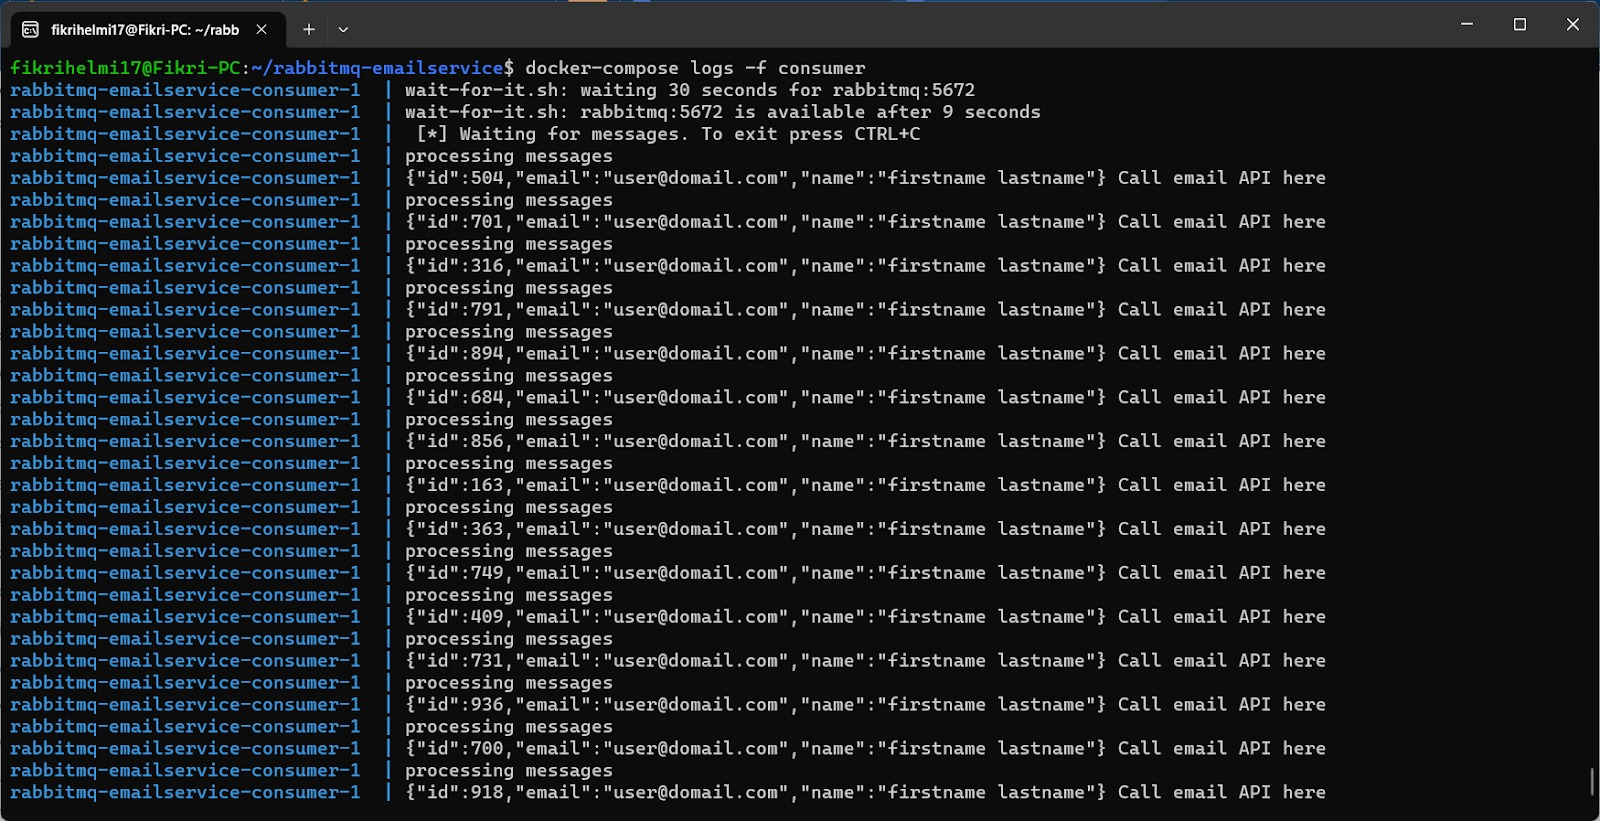 fikrihelmi17@Fikri-PC: ~/rabb
fikrihelmi17@Fikri-PC:~/rabbitmq-emailservice$ docker-compose logs -f consumer
rabbitmq-emailservice-consumer-1  | wait-for-it.sh: waiting 30 seconds for rabbitmq:5672
rabbitmq-emailservice-consumer-1  | wait-for-it.sh: rabbitmq:5672 is available after 9 seconds
rabbitmq-emailservice-consumer-1  |  [*] Waiting for messages. To exit press CTRL+C
rabbitmq-emailservice-consumer-1  | processing messages
rabbitmq-emailservice-consumer-1  | {"id":504,"email":"user@domail.com","name":"firstname lastname"} Call email API here
rabbitmq-emailservice-consumer-1  | processing messages
rabbitmq-emailservice-consumer-1  | {"id":701,"email":"user@domail.com","name":"firstname lastname"} Call email API here
rabbitmq-emailservice-consumer-1  | processing messages
rabbitmq-emailservice-consumer-1  | {"id":316,"email":"user@domail.com","name":"firstname lastname"} Call email API here
rabbitmq-emailservice-consumer-1  | processing messages
rabbitmq-emailservice-consumer-1  | {"id":791,"email":"user@domail.com","name":"firstname lastname"} Call email API here
rabbitmq-emailservice-consumer-1  | processing messages
rabbitmq-emailservice-consumer-1  | {"id":894,"email":"user@domail.com","name":"firstname lastname"} Call email API here
rabbitmq-emailservice-consumer-1  | processing messages
rabbitmq-emailservice-consumer-1  | {"id":684,"email":"user@domail.com","name":"firstname lastname"} Call email API here
rabbitmq-emailservice-consumer-1  | processing messages
rabbitmq-emailservice-consumer-1  | {"id":856,"email":"user@domail.com","name":"firstname lastname"} Call email API here
rabbitmq-emailservice-consumer-1  | processing messages
rabbitmq-emailservice-consumer-1  | {"id":163,"email":"user@domail.com","name":"firstname lastname"} Call email API here
rabbitmq-emailservice-consumer-1  | processing messages
rabbitmq-emailservice-consumer-1  | {"id":363,"email":"user@domail.com","name":"firstname lastname"} Call email API here
rabbitmq-emailservice-consumer-1  | processing messages
rabbitmq-emailservice-consumer-1  | {"id":749,"email":"user@domail.com","name":"firstname lastname"} Call email API here
rabbitmq-emailservice-consumer-1  | processing messages
rabbitmq-emailservice-consumer-1  | {"id":409,"email":"user@domail.com","name":"firstname lastname"} Call email API here
rabbitmq-emailservice-consumer-1  | processing messages
rabbitmq-emailservice-consumer-1  | {"id":731,"email":"user@domail.com","name":"firstname lastname"} Call email API here
rabbitmq-emailservice-consumer-1  | processing messages
rabbitmq-emailservice-consumer-1  | {"id":936,"email":"user@domail.com","name":"firstname lastname"} Call email API here
rabbitmq-emailservice-consumer-1  | processing messages
rabbitmq-emailservice-consumer-1  | {"id":700,"email":"user@domail.com","name":"firstname lastname"} Call email API here
rabbitmq-emailservice-consumer-1  | processing messages
rabbitmq-emailservice-consumer-1  | {"id":918,"email":"user@domail.com","name":"firstname lastname"} Call email API here